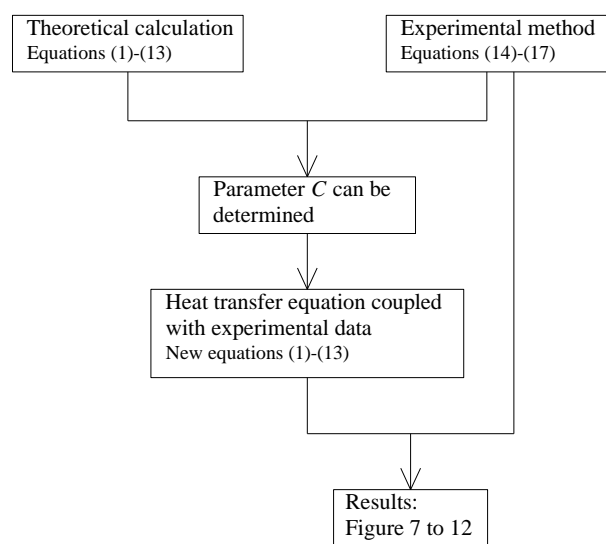 Theoretical calculation
Equations (1)-(13)
Experimental method
Equations (14)-(17)
Parameter C can be
determined
Heat transfer equation coupled
with experimental data
New equations (1)-(13)
Results:
Figure 7 to 12